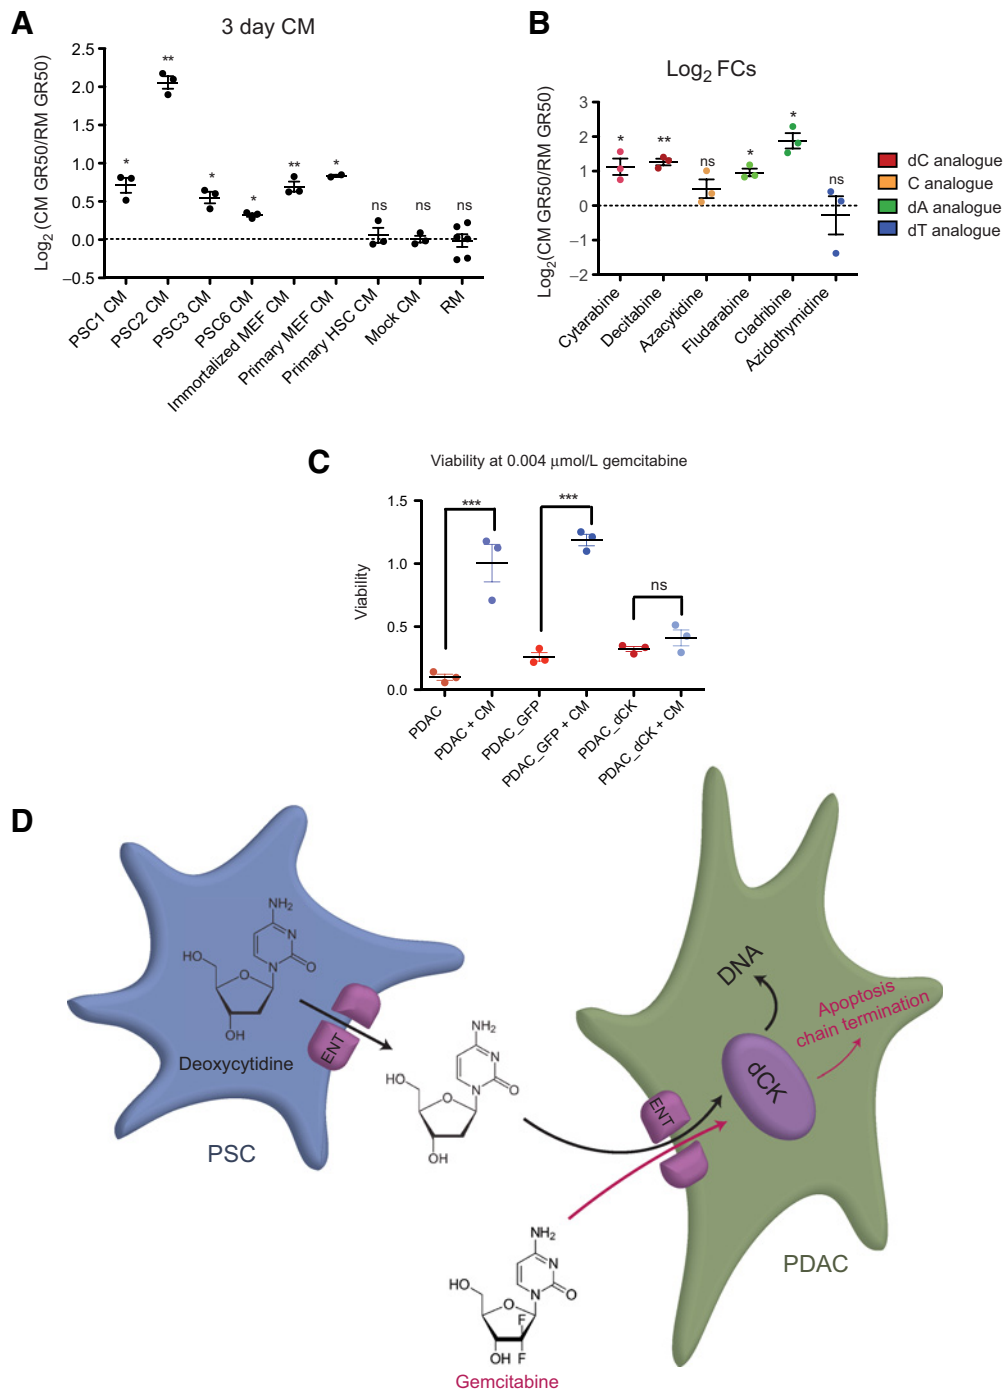 A
3 day CM
Log2 (CM GR50/RM GR50)
2.5
2.0
1.5
1.0
0.5
0.0
–0.5
*
**
*
*
**
*
ns
ns
ns
PSC1 CM
PSC2 CM
PSC3 CM
PSC6 CM
Immortalized MEF CM
Primary MEF CM
Primary HSC CM
Mock CM
RM
B
Log2 FCs
Log2(CM GR50/RM GR50)
3
2
1
0
–1
–2
*
**
ns
*
*
ns
Cytarabine
Decitabine
Azacytidine
Fludarabine
Cladribine
Azidothymidine
dC analogue
C analogue
dA analogue
dT analogue
C
Viability at 0.004 μmol/L gemcitabine
Viability
1.5
1.0
0.5
0.0
***
***
ns
PDAC
PDAC + CM
PDAC_GFP
PDAC_GFP + CM
PDAC_dCK
PDAC_dCK + CM
D
NH2
N
N
O
HO
O
OH
Deoxycytidine
ENT
PSC
NH2
N
N
O
HO
O
OH
ENT
dCK
DNA
Apoptosis
chain termination
PDAC
NH2
N
N
O
HO
O
F
F
OH
Gemcitabine